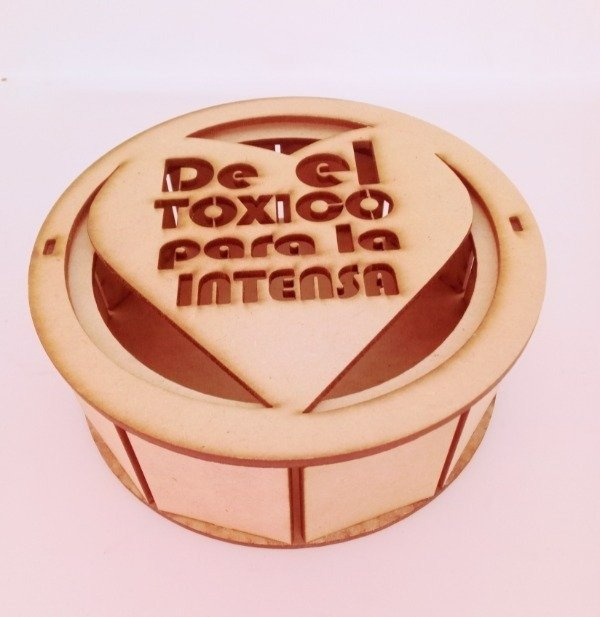 De el
TOXICO
para la
INTENSA